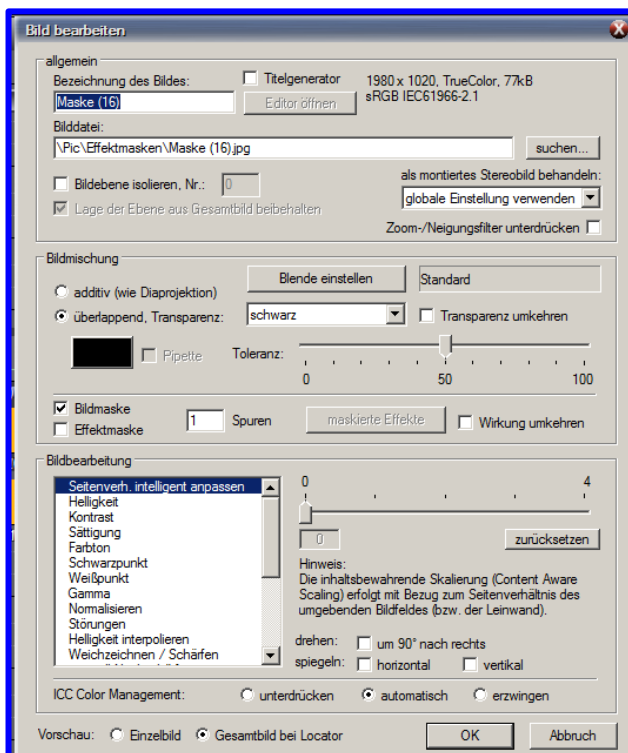 Bild bearbeiten
allgemein
Bezeichnung des Bildes:
Titelgenerator
1980 x 1020, TrueColor, 77kB
Maske (16)
Editor öffnen
sRGB IEC61966-2.1
Bilddatei:
\Pic\Effektmasken\Maske (16).jpg
suchen...
als montiertes Stereobild behandeln:
Bildebene isolieren, Nr.:
0
globale Einstellung verwenden
Lage der Ebene aus Gesamtbild beibehalten
Zoom-/Neigungsfilter unterdrücken
Bildmischung
Blende einstellen
Standard
additiv (wie Diaprojektion)
überlappend, Transparenz:
schwarz
Transparenz umkehren
Pipette
Toleranz:
0
50
100
Bildmaske
Effektmaske
1
Spuren
maskierte Effekte
Wirkung umkehren
Bildbearbeitung
Seitenverh. intelligent anpassen
Helligkeit
Kontrast
Sättigung
Farbton
Schwarzpunkt
Weißpunkt
Gamma
Normalisieren
Störungen
Helligkeit interpolieren
Weichzeichnen / Schärfen
0
4
0
zurücksetzen
Hinweis:
Die inhaltsbewahrende Skalierung (Content Aware
Scaling) erfolgt mit Bezug zum Seitenverhältnis des
umgebenden Bildfeldes (bzw. der Leinwand).
drehen:
um 90° nach rechts
spiegeln:
horizontal
vertikal
ICC Color Management:
unterdrücken
automatisch
erzwingen
Vorschau:
Einzelbild
Gesamtbild bei Locator
OK
Abbruch